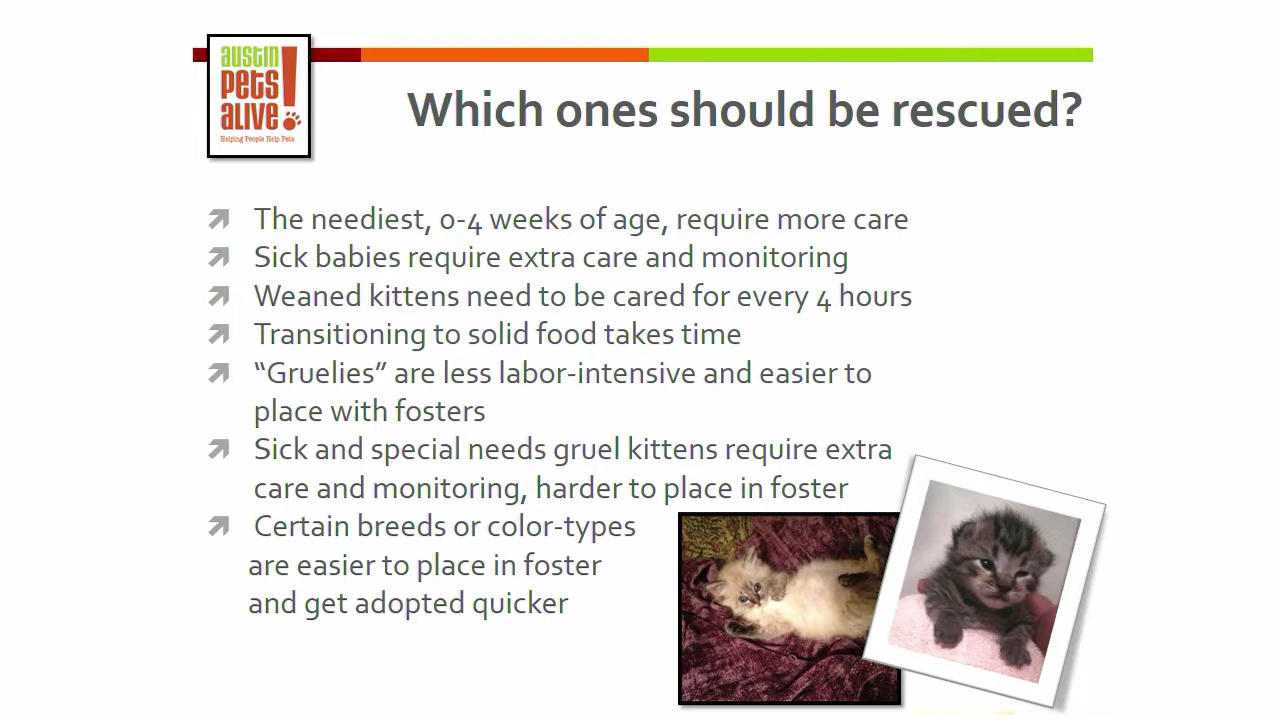 austin
pets
alive!
Helping People Help Pets
Which ones should be rescued?
The neediest, 0-4 weeks of age, require more care
Sick babies require extra care and monitoring
Weaned kittens need to be cared for every 4 hours
Transitioning to solid food takes time
“Gruelies” are less labor-intensive and easier to
place with fosters
Sick and special needs gruel kittens require extra
care and monitoring, harder to place in foster
Certain breeds or color-types
are easier to place in foster
and get adopted quicker